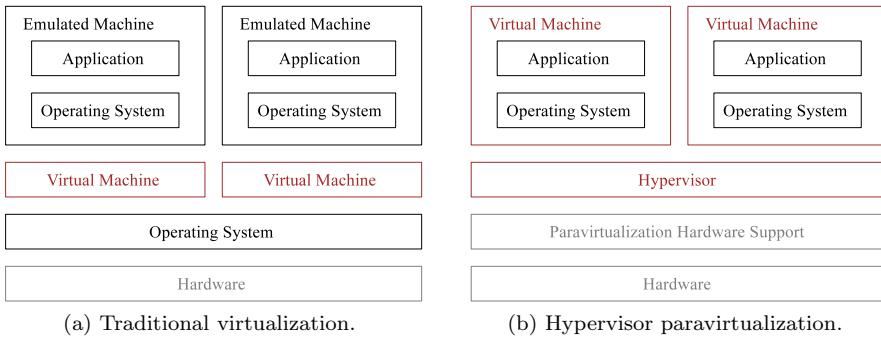 Emulated Machine
Application
Operating System
Emulated Machine
Application
Operating System
Virtual Machine
Virtual Machine
Operating System
Hardware
(a) Traditional virtualization.
Virtual Machine
Application
Operating System
Virtual Machine
Application
Operating System
Hypervisor
Paravirtualization Hardware Support
Hardware
(b) Hypervisor paravirtualization.